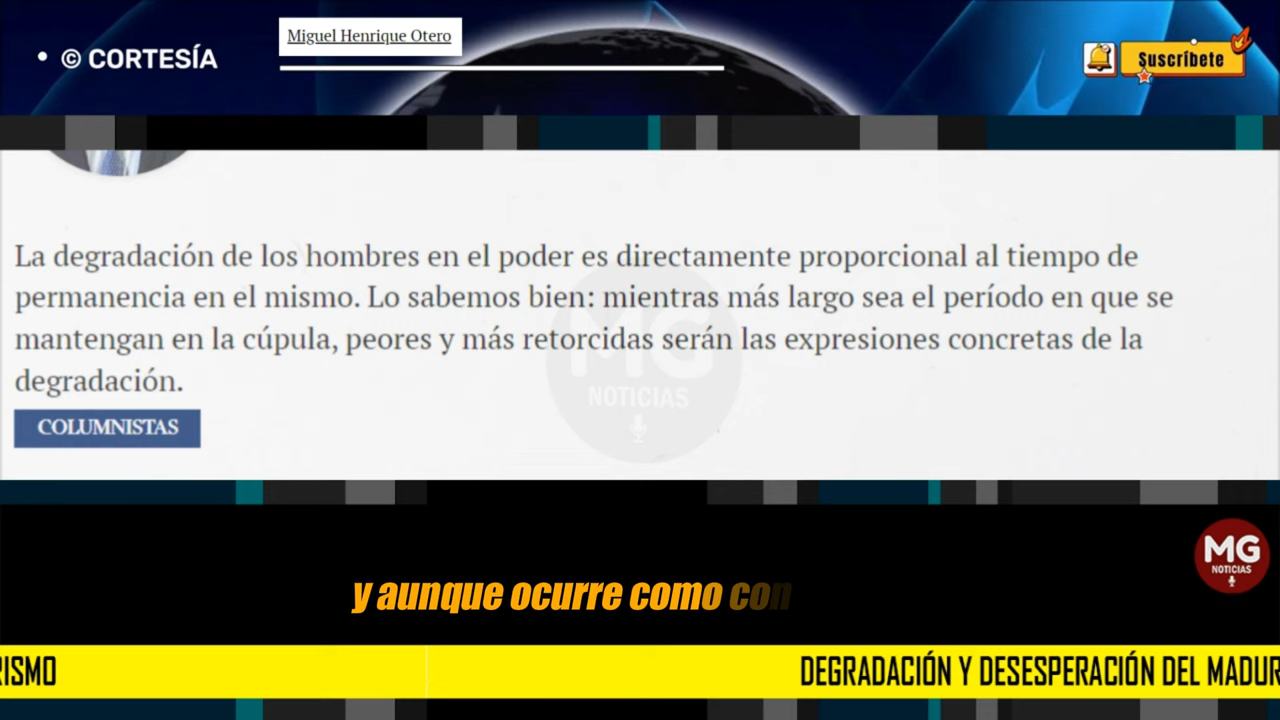 Miguel Henrique Otero
• © CORTESÍA
Suscríbete
La degradación de los hombres en el poder es directamente proporcional al tiempo de
permanencia en el mismo. Lo sabemos bien: mientras más largo sea el período en que se
mantengan en la cúpula, peores y más retorcidas serán las expresiones concretas de la
degradación.
MG
NOTICIAS
COLUMNISTAS
MG
NOTICIAS
y aunque ocurre como con
RISMO
DEGRADACIÓN Y DESESPERACIÓN DEL MADUR